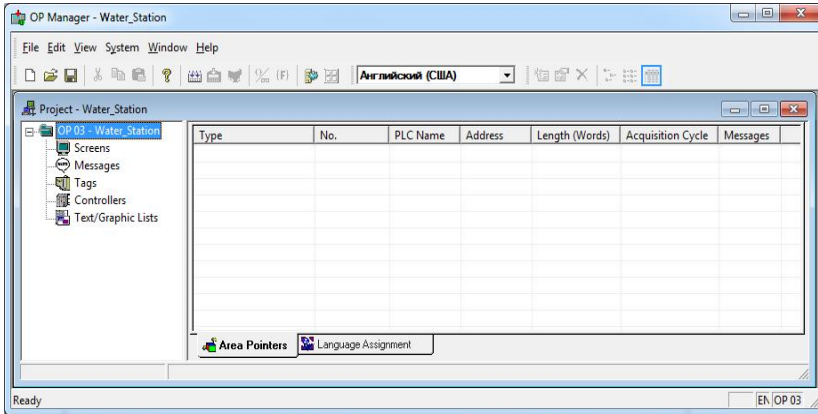 OP Manager - Water_Station
File Edit View System Window Help
Английский (США)
Project - Water_Station
OP 03 - Water_Station
Screens
Messages
Tags
Controllers
Text/Graphic Lists
Type No. PLC Name Address Length (Words) Acquisition Cycle Messages
Area Pointers Language Assignment
Ready EN OP 03